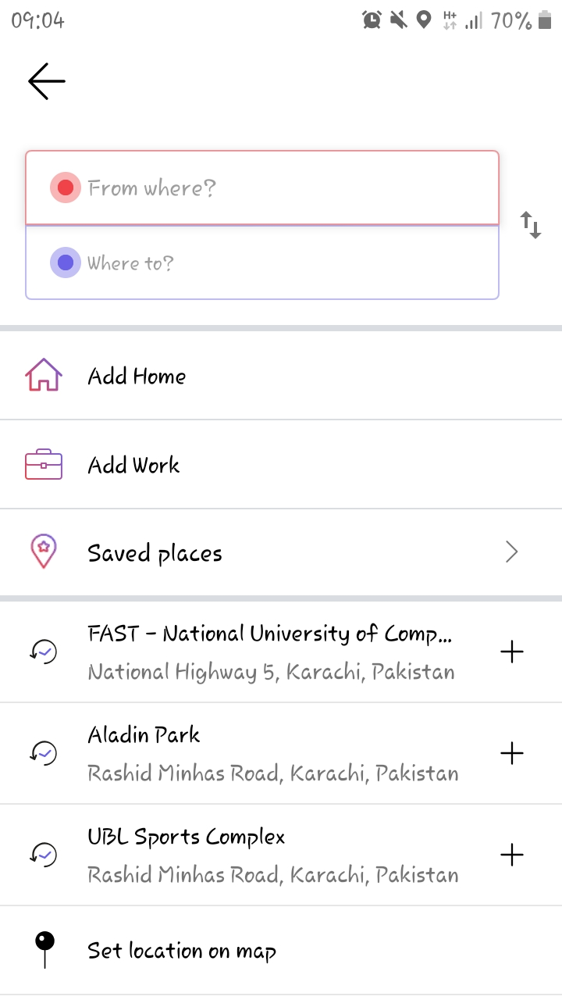 09:04
H+
70%
From where?
Where to?
Add Home
Add Work
Saved places
FAST - National University of Comp...
National Highway 5, Karachi, Pakistan
Aladin Park
Rashid Minhas Road, Karachi, Pakistan
UBL Sports Complex
Rashid Minhas Road, Karachi, Pakistan
Set location on map